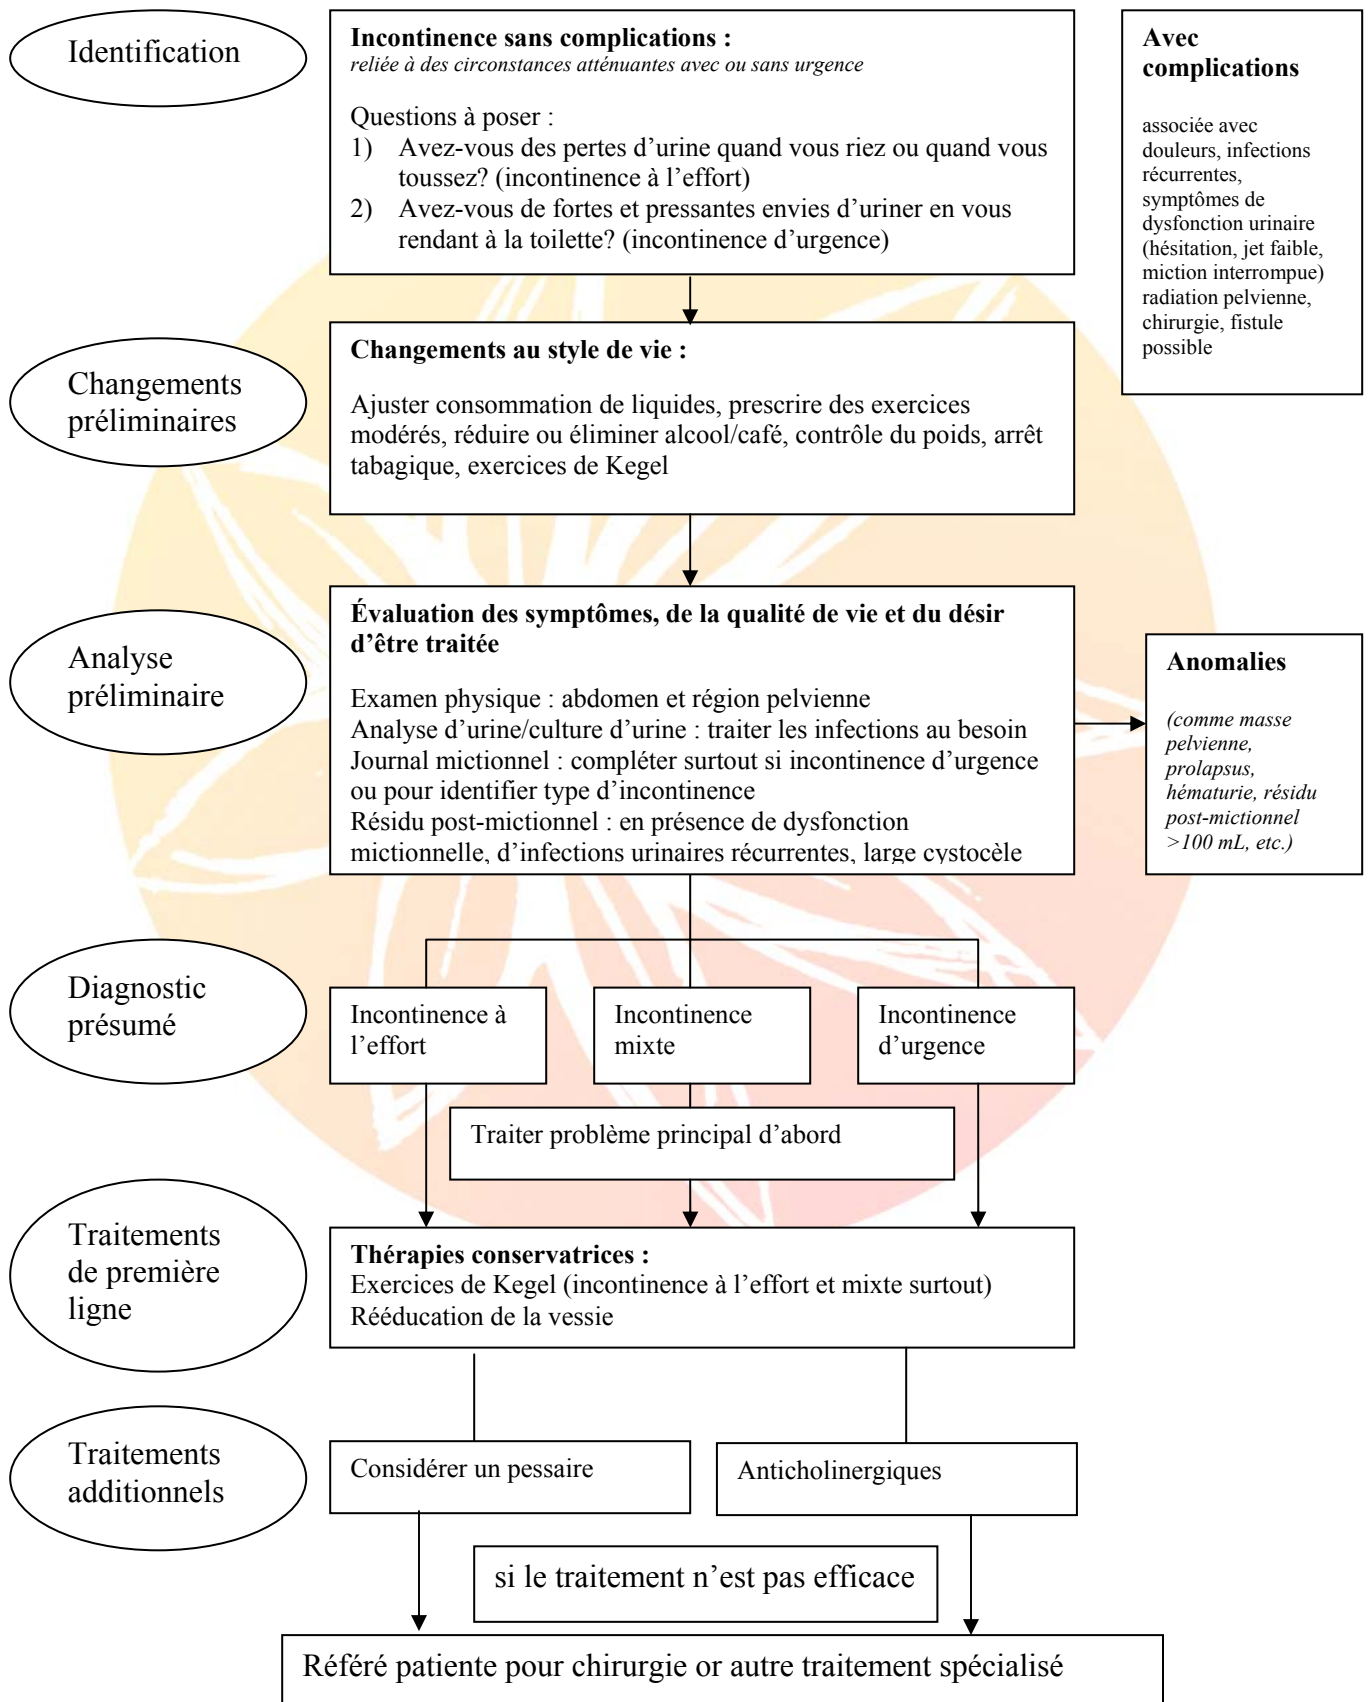 Identification
Incontinence sans complications :
reliée à des circonstances atténuantes avec ou sans urgence
Questions à poser :
1) Avez-vous des pertes d’urine quand vous riez ou quand vous
toussez? (incontinence à l’effort)
2) Avez-vous de fortes et pressantes envies d’uriner en vous
rendant à la toilette? (incontinence d’urgence)
Avec
complications
associée avec
douleurs, infections
récurrentes,
symptômes de
dysfonction urinaire
(hésitation, jet faible,
miction interrompue)
radiation pelvienne,
chirurgie, fistule
possible
Changements
préliminaires
Changements au style de vie :
Ajuster consommation de liquides, prescrire des exercices
modérés, réduire ou éliminer alcool/café, contrôle du poids, arrêt
tabagique, exercices de Kegel
Analyse
préliminaire
Évaluation des symptômes, de la qualité de vie et du désir
d’être traitée
Examen physique : abdomen et région pelvienne
Analyse d’urine/culture d’urine : traiter les infections au besoin
Journal mictionnel : compléter surtout si incontinence d’urgence
ou pour identifier type d’incontinence
Résidu post-mictionnel : en présence de dysfonction
mictionnelle, d’infections urinaires récurrentes, large cystocèle
Anomalies
(comme masse
pelvienne,
prolapsus,
hématurie, résidu
post-mictionnel
>100 mL, etc.)
Diagnostic
présumé
Incontinence à
l’effort
Incontinence
mixte
Incontinence
d’urgence
Traiter problème principal d’abord
Traitements
de première
ligne
Thérapies conservatrices :
Exercices de Kegel (incontinence à l’effort et mixte surtout)
Rééducation de la vessie
Traitements
additionnels
Considérer un pessaire
Anticholinergiques
si le traitement n’est pas efficace
Référé patiente pour chirurgie or autre traitement spécialisé